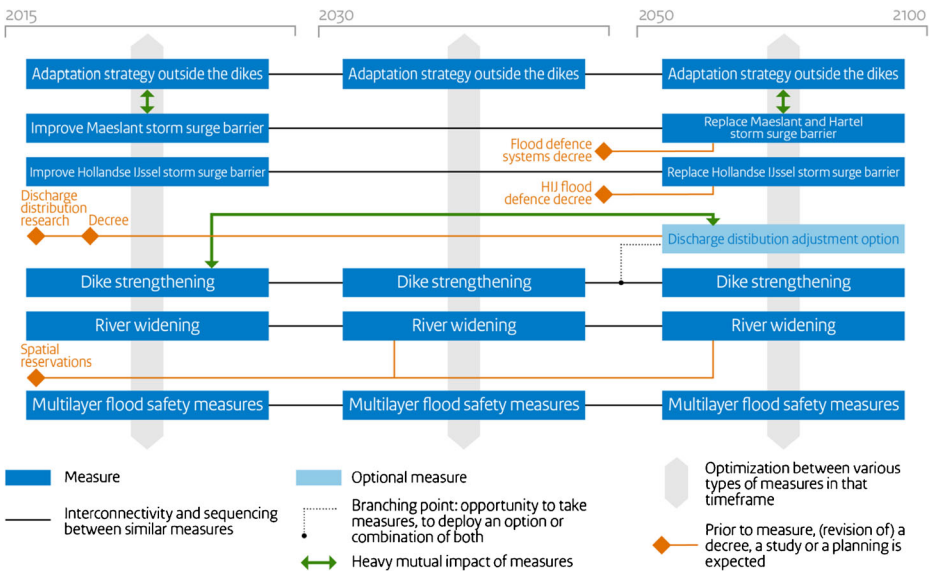 2015
2030
2050
2100
Adaptation strategy outside the dikes
Adaptation strategy outside the dikes
Adaptation strategy outside the dikes
Improve Maeslant storm surge barrier
Replace Maeslant and Hartel
storm surge barrier
Flood defence
systems decree
Improve Hollandse IJssel storm surge barrier
Replace Hollandse IJssel storm surge barrier
HIJ flood
defence decree
Discharge
distribution
research
Decree
Discharge distibution adjustment option
Dike strengthening
Dike strengthening
Dike strengthening
River widening
River widening
River widening
Spatial
reservations
Multilayer flood safety measures
Multilayer flood safety measures
Multilayer flood safety measures
Measure
Interconnectivity and sequencing
between similar measures
Optional measure
Branching point: opportunity to take
measures, to deploy an option or
combination of both
Heavy mutual impact of measures
Optimization between various
types of measures in that
timeframe
Prior to measure, (revision of) a
decree, a study or a planning is
expected